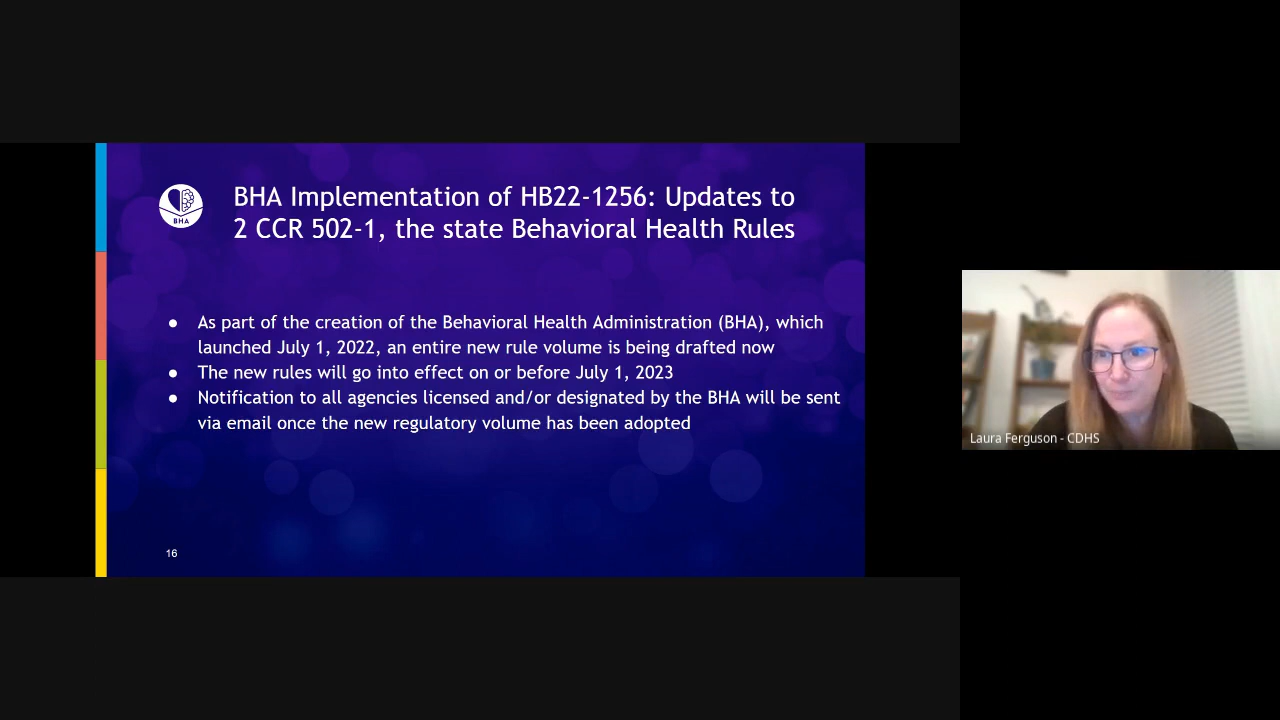 BHA Implementation of HB22-1256: Updates to
2 CCR 502-1, the state Behavioral Health Rules
BHA
● As part of the creation of the Behavioral Health Administration (BHA), which
launched July 1, 2022, an entire new rule volume is being drafted now
● The new rules will go into effect on or before July 1, 2023
● Notification to all agencies licensed and/or designated by the BHA will be sent
via email once the new regulatory volume has been adopted
16
Laura Ferguson - CDHS